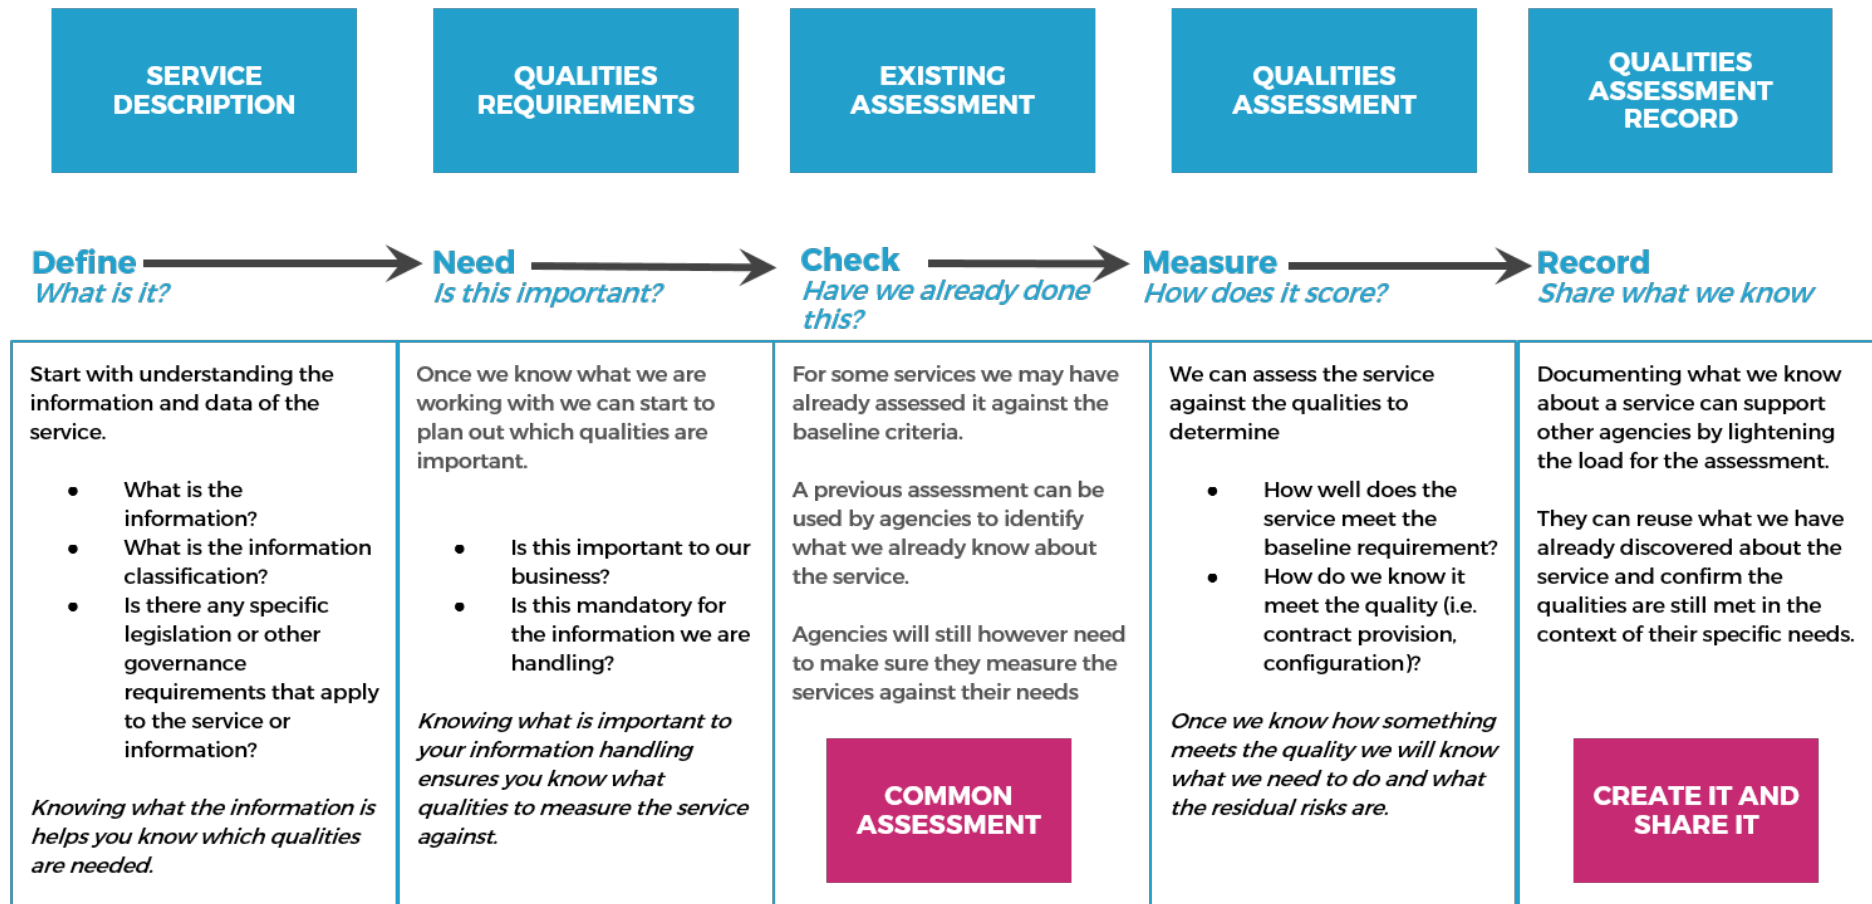 SERVICE
DESCRIPTION
QUALITIES
REQUIREMENTS
EXISTING
ASSESSMENT
QUALITIES
ASSESSMENT
QUALITIES
ASSESSMENT
RECORD
Define
What is it?
Need
Is this important?
Check
Have we already done
this?
Measure
How does it score?
Record
Share what we know
Start with understanding the
information and data of the
service.
● What is the
information?
● What is the information
classification?
● Is there any specific
legislation or other
governance
requirements that apply
to the service or
information?
Knowing what the information is
helps you know which qualities
are needed.
Once we know what we are
working with we can start to
plan out which qualities are
important.
● Is this important to our
business?
● Is this mandatory for
the information we are
handling?
Knowing what is important to
your information handling
ensures you know what
qualities to measure the service
against.
For some services we may have
already assessed it against the
baseline criteria.
A previous assessment can be
used by agencies to identify
what we already know about
the service.
Agencies will still however need
to make sure they measure the
services against their needs
COMMON
ASSESSMENT
We can assess the service
against the qualities to
determine
● How well does the
service meet the
baseline requirement?
● How do we know it
meet the quality (i.e.
contract provision,
configuration)?
Once we know how something
meets the quality we will know
what we need to do and what
the residual risks are.
Documenting what we know
about a service can support
other agencies by lightening
the load for the assessment.
They can reuse what we have
already discovered about the
service and confirm the
qualities are still met in the
context of their specific needs.
CREATE IT AND
SHARE IT